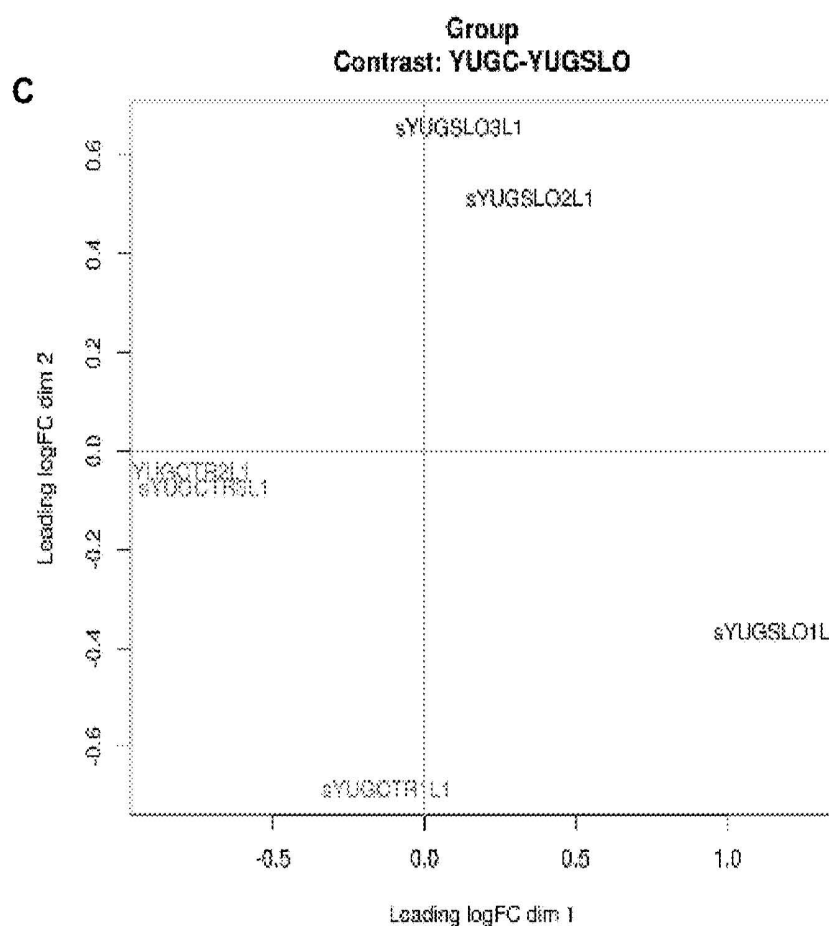 Group
Contrast: YUGC-YUGSLO
C
sYUGSLO3L1
0.6
sYUGSLO2L1
0.4
0.2
Leading logFC dim 2
0.0
YUGCTR2L1
sYUGCTR3L1
-0.2
sYUGSLO1L
-0.4
-0.6
sYUGCTR1L1
-0.5
0.0
0.5
1.0
Leading logFC dim 1